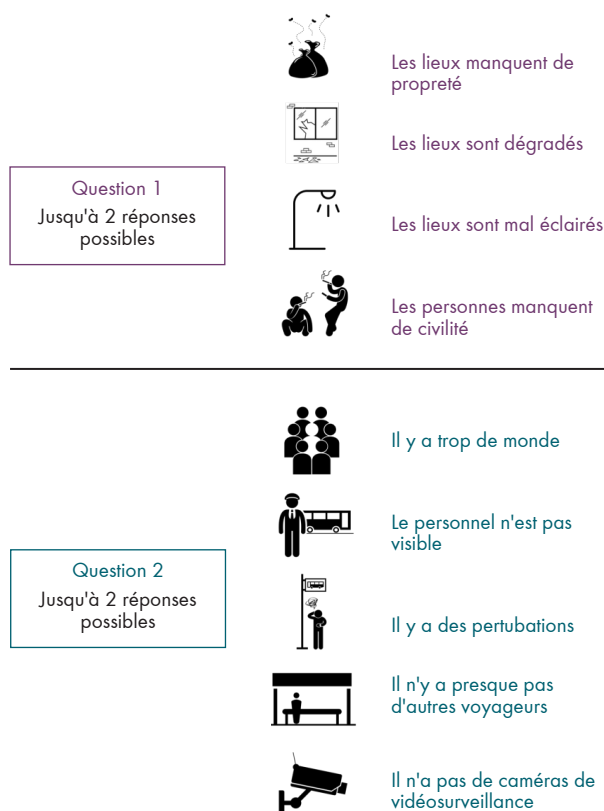 Les lieux manquent de
propreté
Les lieux sont dégradés
Question 1
Jusqu'à 2 réponses
possibles
Les lieux sont mal éclairés
Les personnes manquent
de civilité
Il y a trop de monde
Le personnel n'est pas
visible
Question 2
Jusqu'à 2 réponses
possibles
Il y a des pertubations
Il n'y a presque pas
d'autres voyageurs
Il n'a pas de caméras de
vidéosurveillance